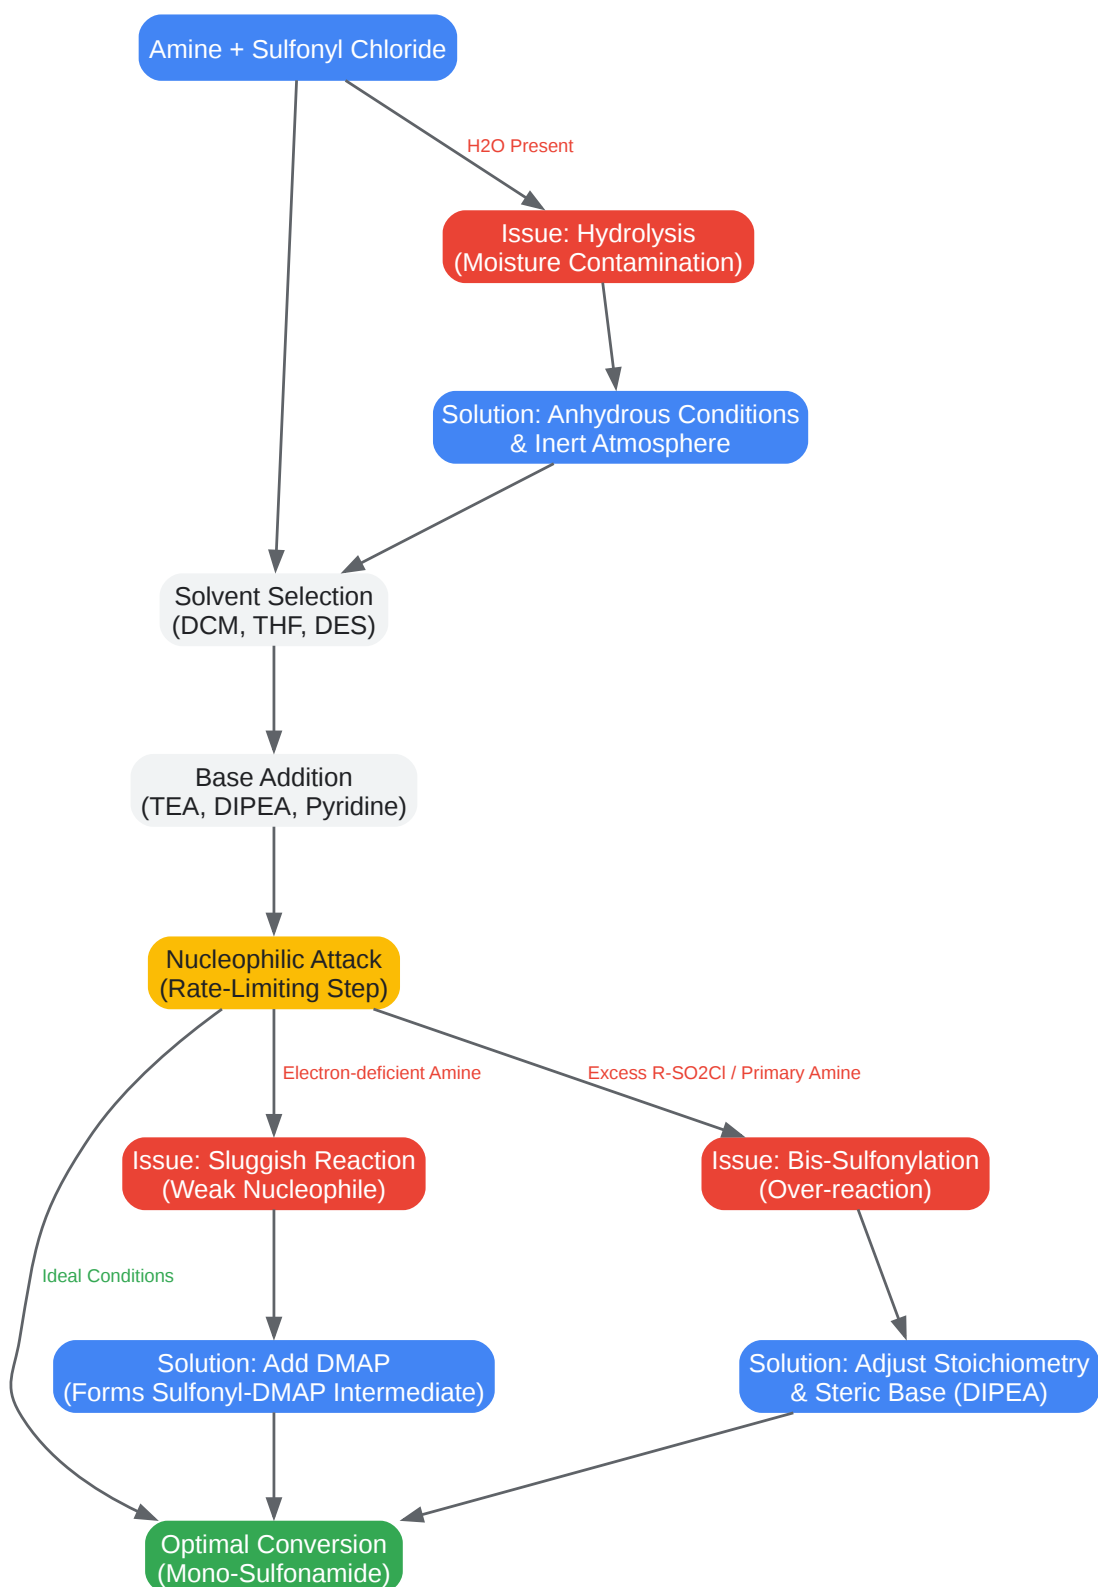 Amine + Sulfonyl Chloride
H2O Present
Issue: Hydrolysis
(Moisture Contamination)
Solution: Anhydrous Conditions
& Inert Atmosphere
Solvent Selection
(DCM, THF, DES)
Base Addition
(TEA, DIPEA, Pyridine)
Nucleophilic Attack
(Rate-Limiting Step)
Electron-deficient Amine
Excess R-SO2Cl / Primary Amine
Issue: Sluggish Reaction
(Weak Nucleophile)
Issue: Bis-Sulfonylation
(Over-reaction)
Ideal Conditions
Solution: Add DMAP
(Forms Sulfonyl-DMAP Intermediate)
Solution: Adjust Stoichiometry
& Steric Base (DIPEA)
Optimal Conversion
(Mono-Sulfonamide)